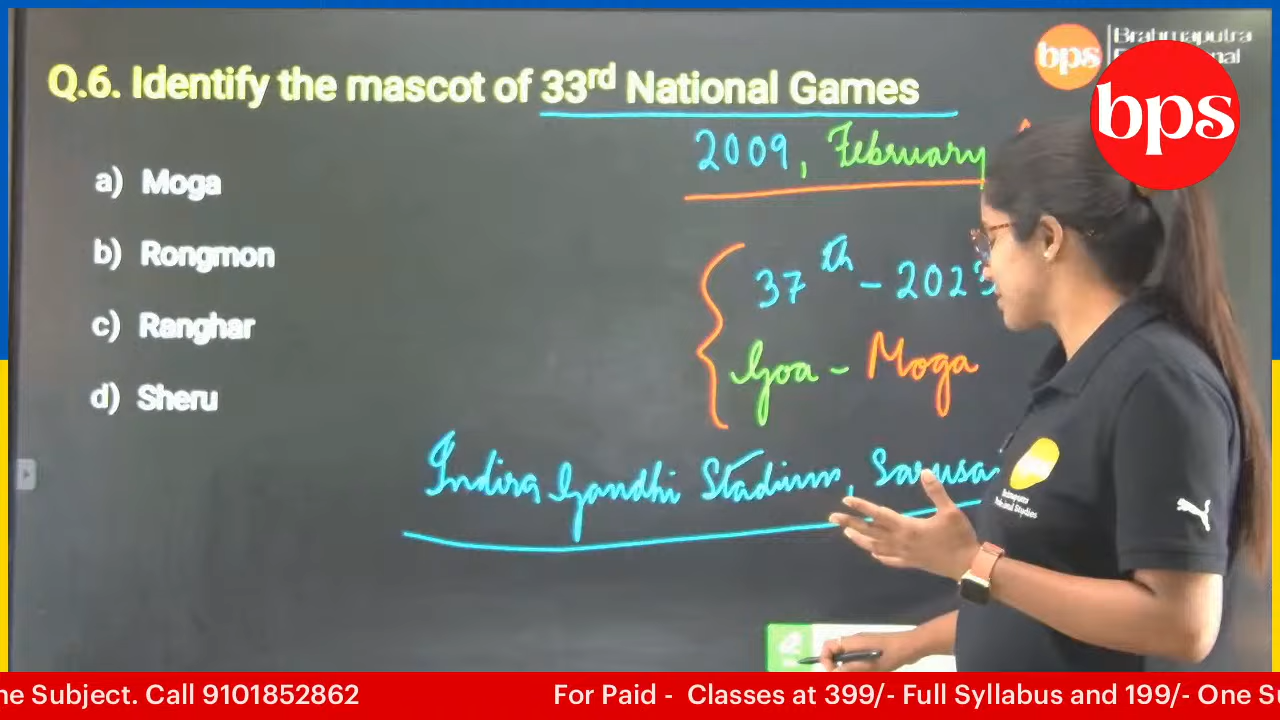 bps Brahmaputra
bps
Q.6. Identify the mascot of 33rd National Games
2009, February
a) Moga
b) Rongmon
c) Ranghar
d) Sheru
37th - 2023
Goa - Moga
Indira Gandhi Stadium, Sarusa
he Subject. Call 9101852862 For Paid - Classes at 399/- Full Syllabus and 199/- One Su